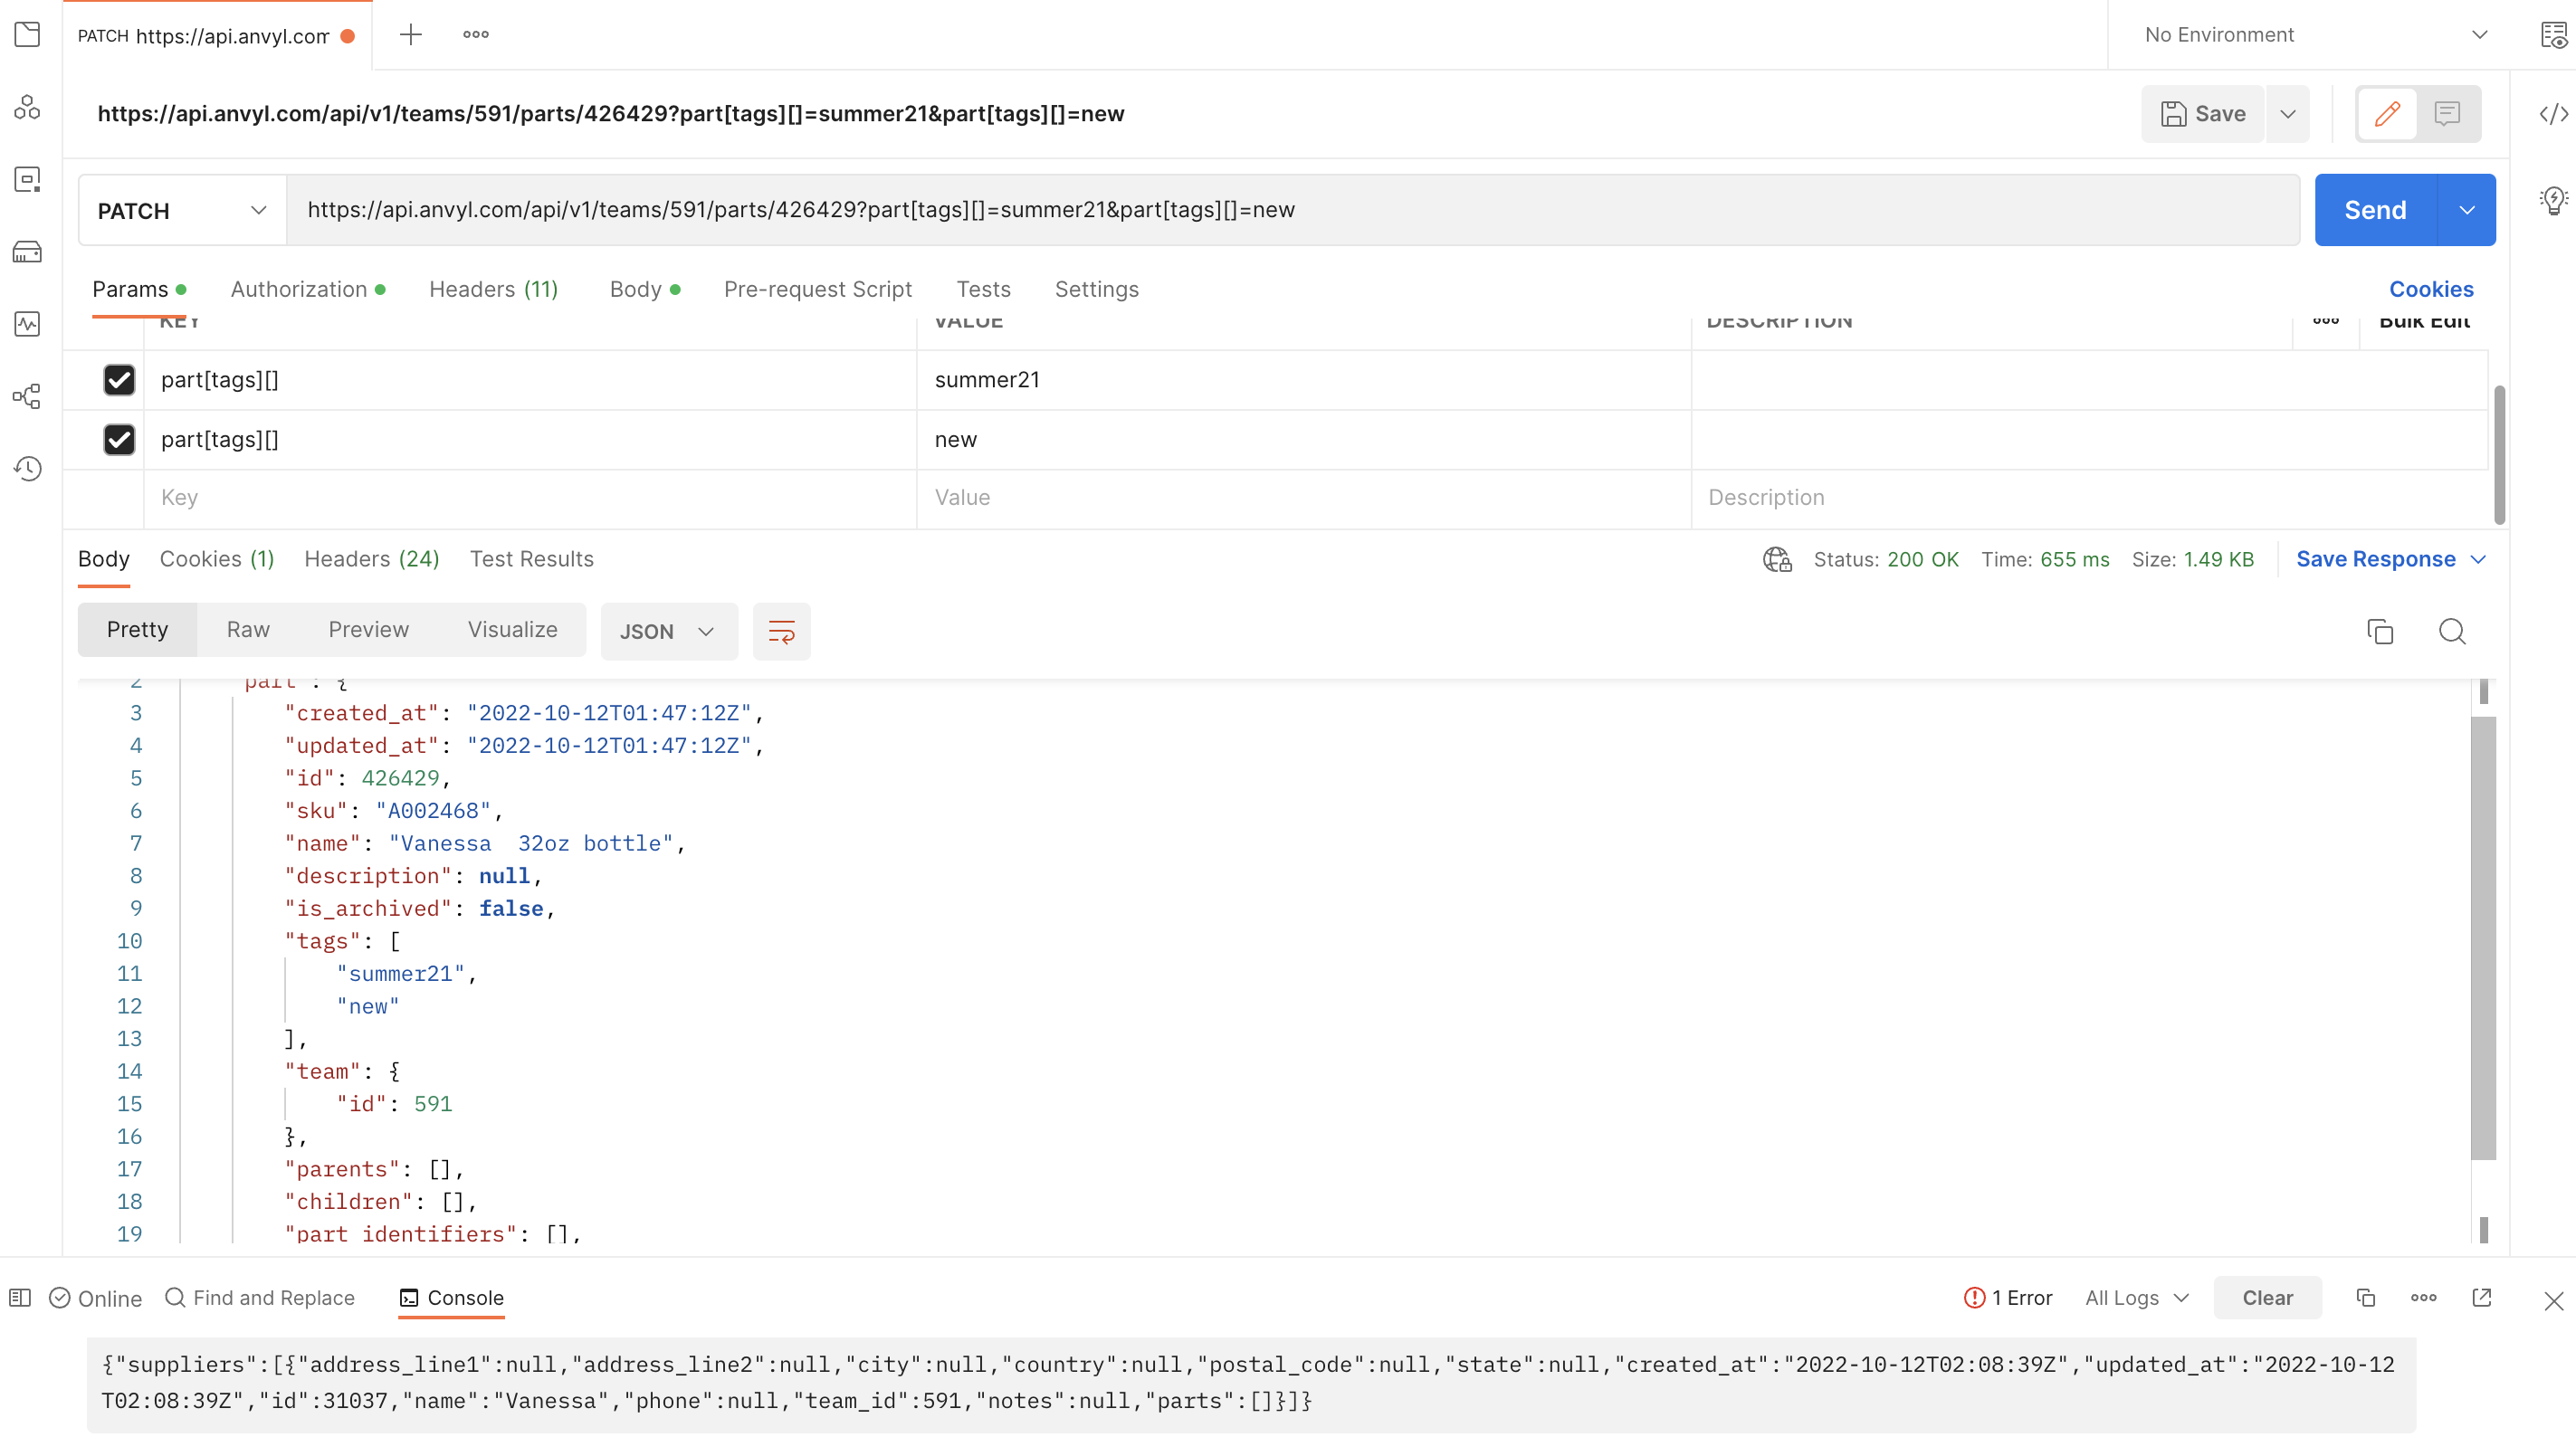 PATCH https://api.anvyl.com
No Environment
https://api.anvyl.com/api/v1/teams/591/parts/426429?part[tags][]=summer21&part[tags][]=new
Save
PATCH
https://api.anvyl.com/api/v1/teams/591/parts/426429?part[tags][]=summer21&part[tags][]=new
Send
Params
Authorization
Headers (11)
Body
Pre-request Script
Tests
Settings
Cookies
KEY
VALUE
DESCRIPTION
Bulk Edit
part[tags][]
summer21
part[tags][]
new
Key
Value
Description
Body
Cookies (1)
Headers (24)
Test Results
Status: 200 OK
Time: 655 ms
Size: 1.49 KB
Save Response
Pretty
Raw
Preview
Visualize
JSON
2 "part": {
3 "created_at": "2022-10-12T01:47:12Z",
4 "updated_at": "2022-10-12T01:47:12Z",
5 "id": 426429,
6 "sku": "A002468",
7 "name": "Vanessa  32oz bottle",
8 "description": null,
9 "is_archived": false,
10 "tags": [
11 "summer21",
12 "new"
13 ],
14 "team": {
15 "id": 591
16 },
17 "parents": [],
18 "children": [],
19 "part_identifiers": [],
Online
Find and Replace
Console
1 Error
All Logs
Clear
{"suppliers":[{"address_line1":null,"address_line2":null,"city":null,"country":null,"postal_code":null,"state":null,"created_at":"2022-10-12T02:08:39Z","updated_at":"2022-10-12
T02:08:39Z","id":31037,"name":"Vanessa","phone":null,"team_id":591,"notes":null,"parts":[]}]}